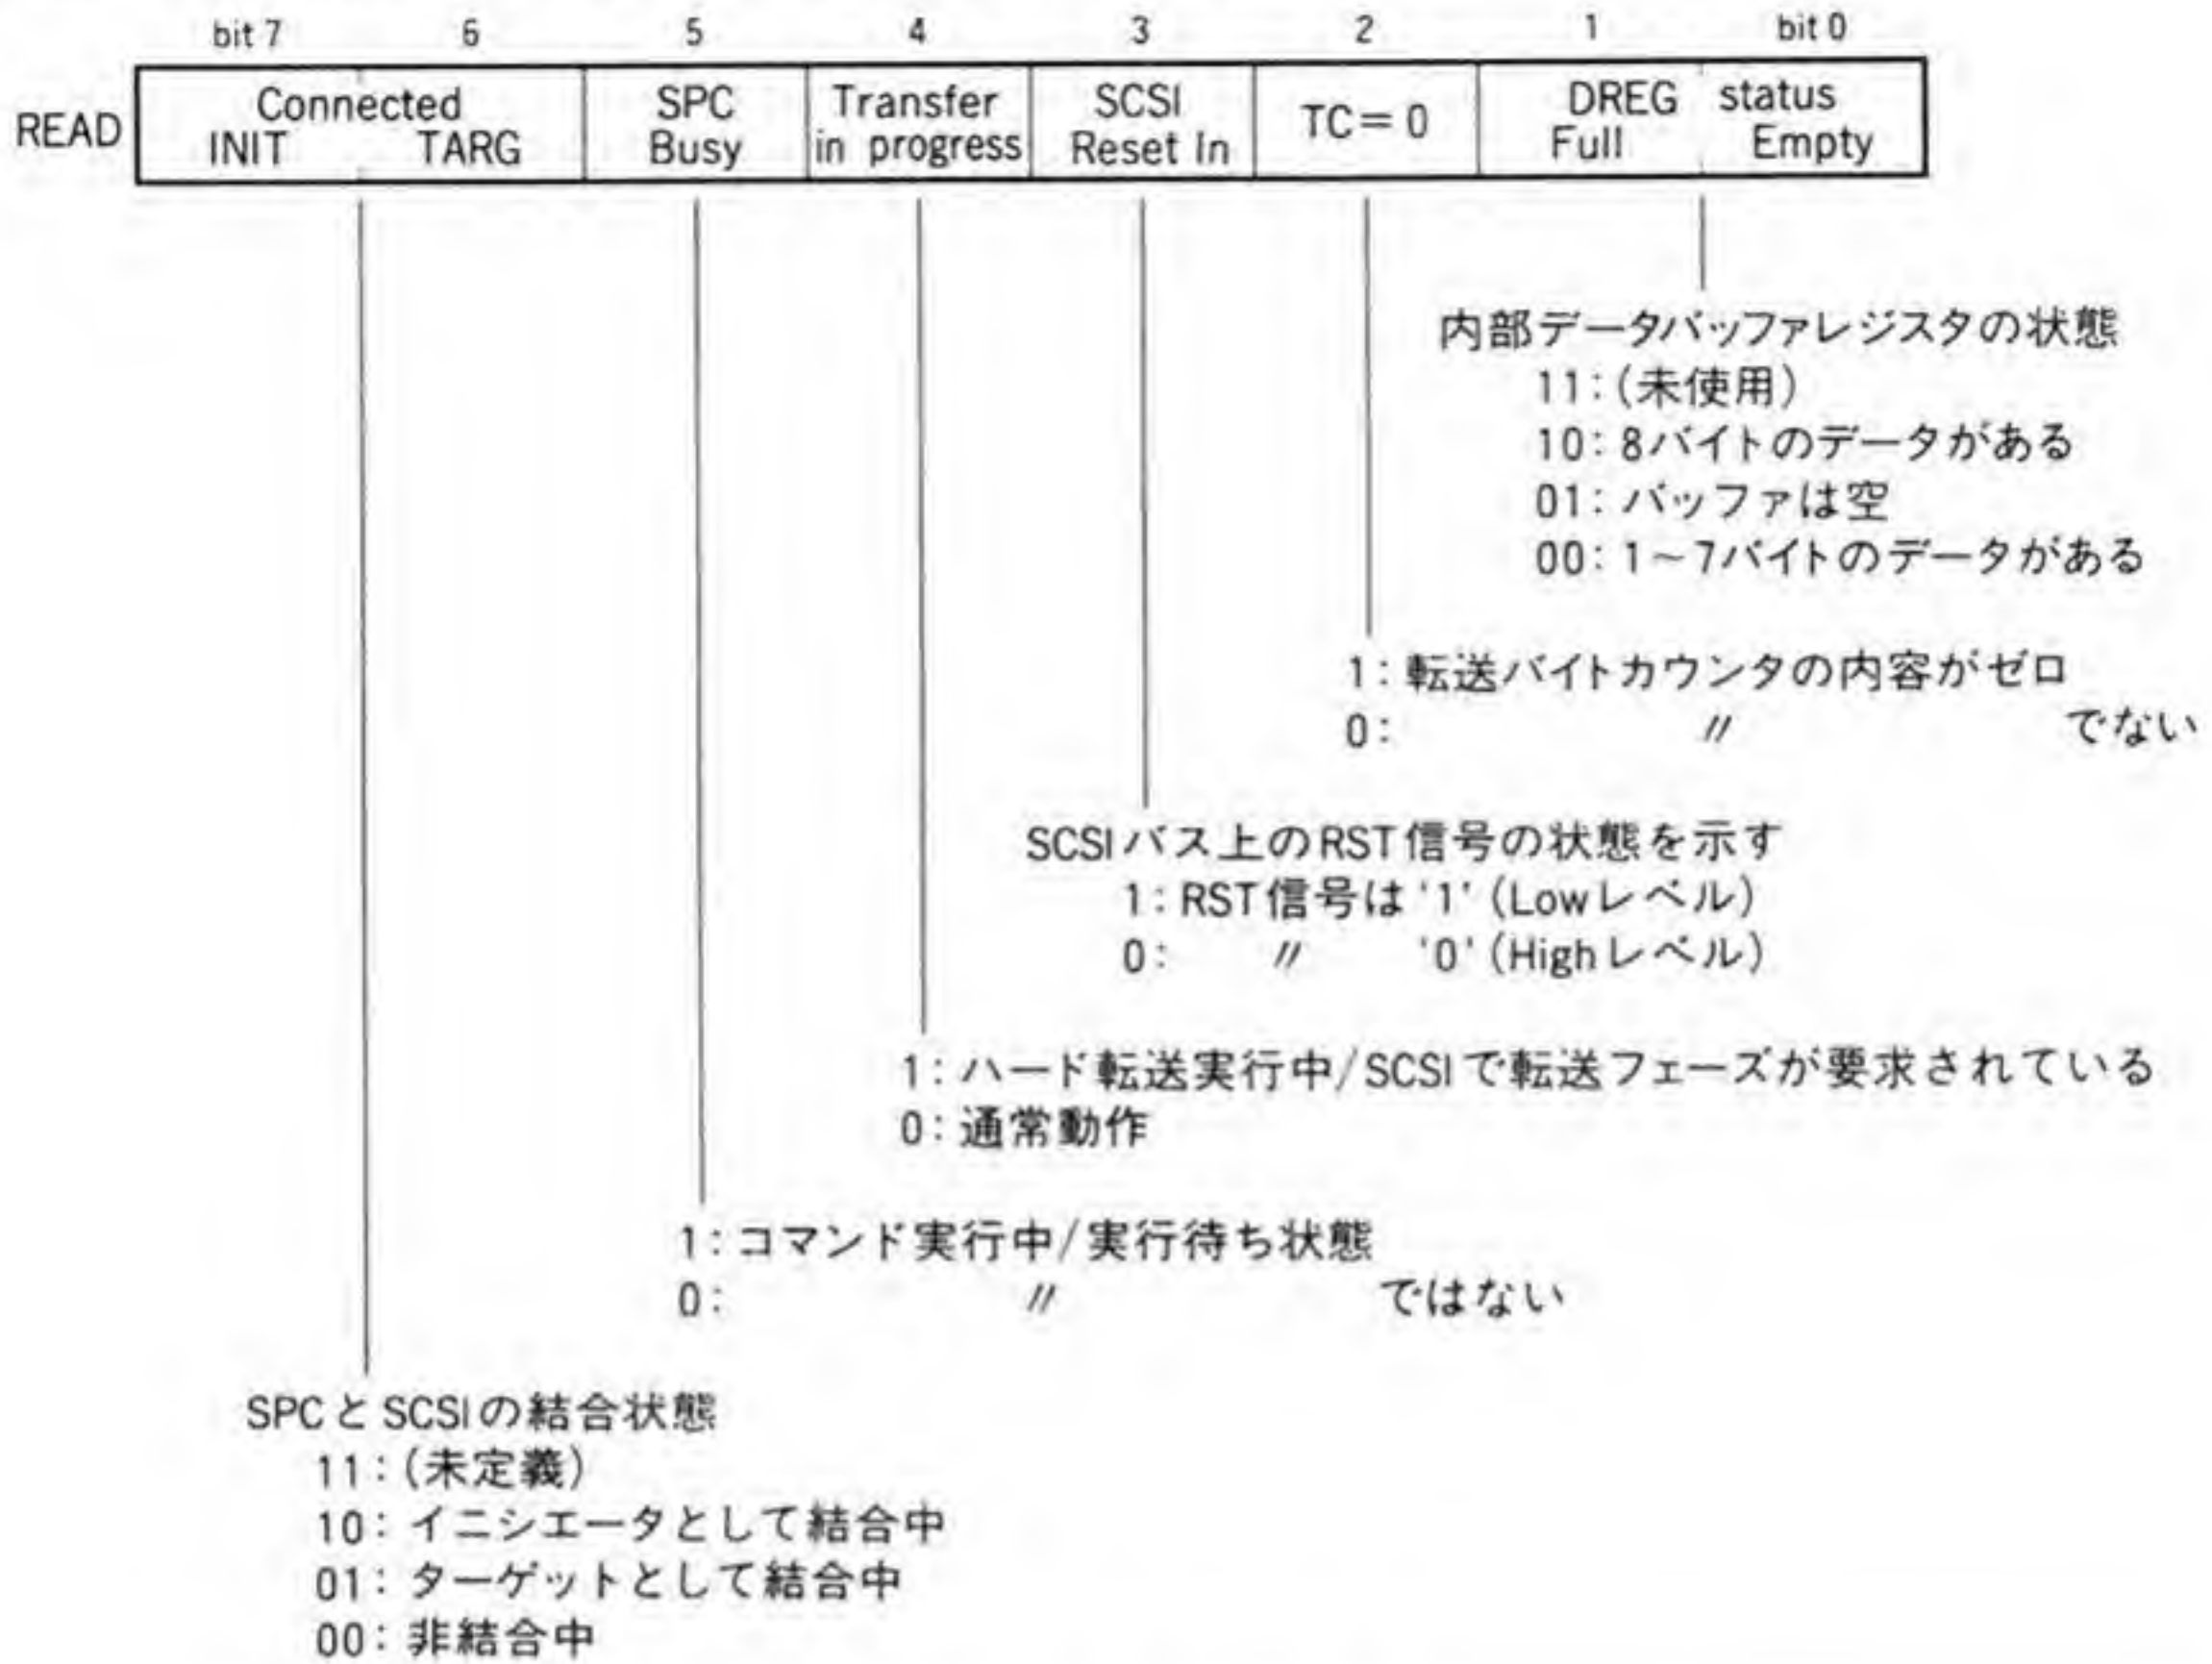 bit 7 6 5 4 3 2 1 bit 0
READ
Connected
INIT TARG
SPC
Busy
Transfer
in progress
SCSI
Reset In
TC=0
DREG status
Full Empty
内部データバッファレジスタの状態
11:(未使用)
10:8バイトのデータがある
01:バッファは空
00:1~7バイトのデータがある
1:転送バイトカウンタの内容がゼロ
0: 〃 でない
SCSIバス上のRST信号の状態を示す
1:RST信号は'1'(Lowレベル)
0: 〃 '0'(Highレベル)
1:ハード転送実行中/SCSIで転送フェーズが要求されている
0:通常動作
1:コマンド実行中/実行待ち状態
0: 〃 ではない
SPCとSCSIの結合状態
11:(未定義)
10:イニシエータとして結合中
01:ターゲットとして結合中
00:非結合中